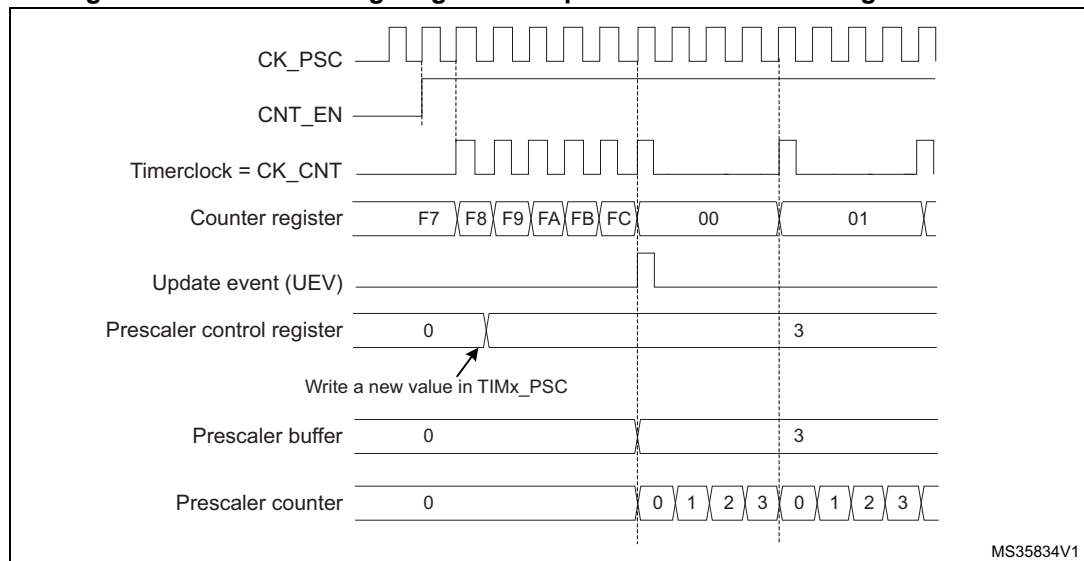 CK_PSC
CNT_EN
Timerclock = CK_CNT
Counter register F7 F8 F9 FA FB FC 00 01
Update event (UEV)
Prescaler control register 0 3
Write a new value in TIMx_PSC
Prescaler buffer 0 3
Prescaler counter 0 0 1 2 3 0 1 2 3
MS35834V1